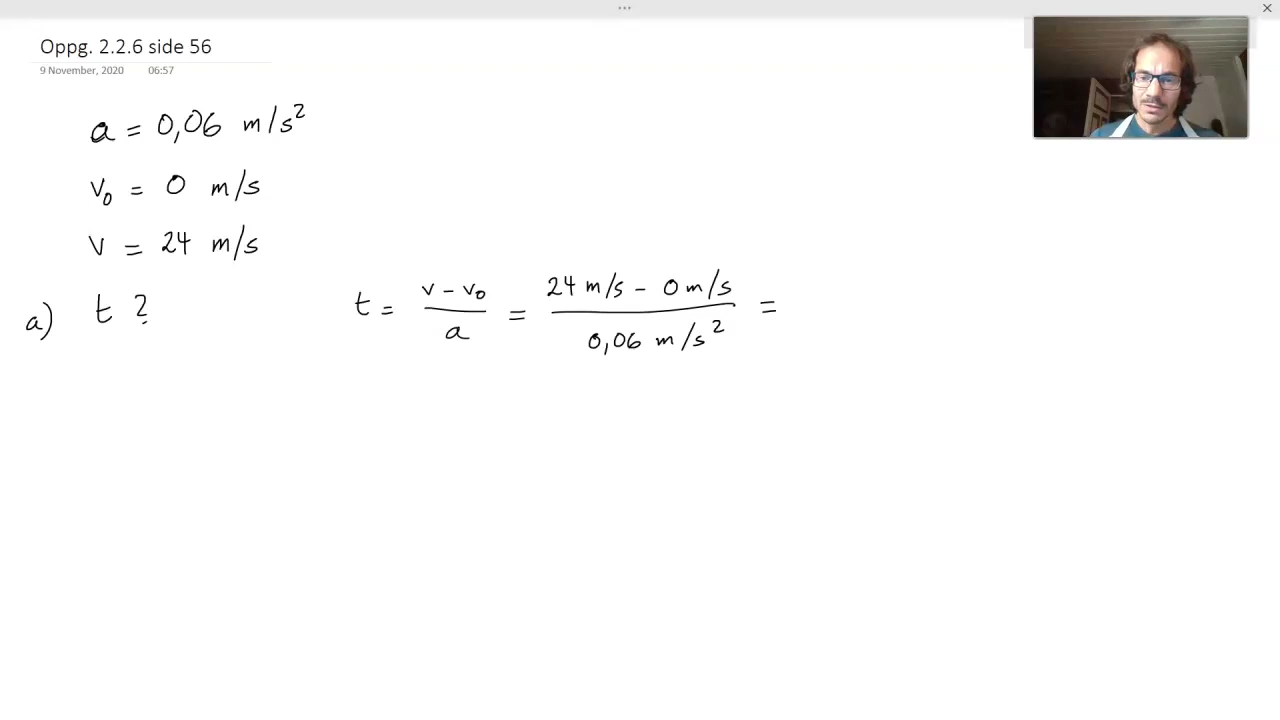 Oppg. 2.2.6 side 56
9 November, 2020 06:57
a = 0,06 m/s²
v₀ = 0 m/s
v = 24 m/s
a) t ? t = (v - v₀)/a = (24 m/s - 0 m/s)/(0,06 m/s²) =